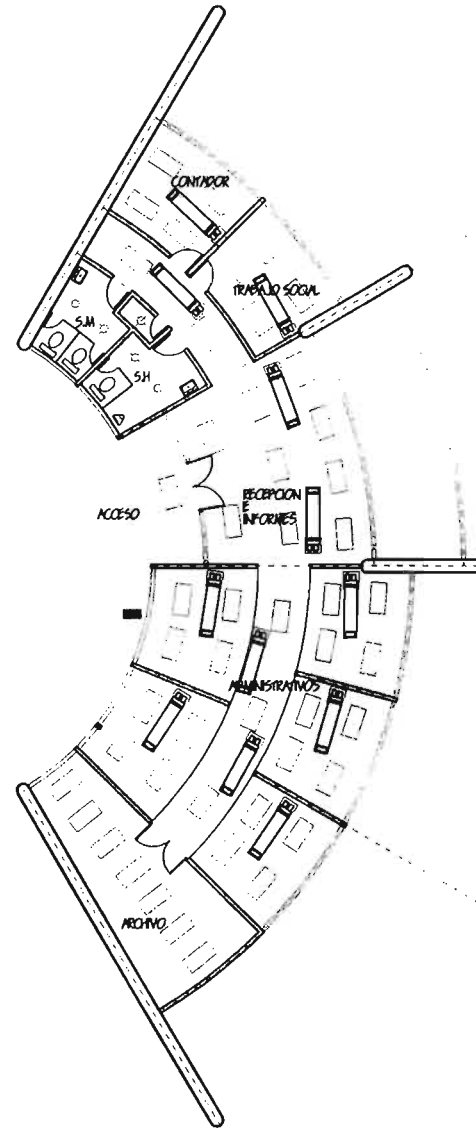 CONTADOR
TRABAJO SOCIAL
S.M
S.H
ACCESO
RECEPCION
E
INFORMES
ADMINISTRATIVOS
ARCHIVO